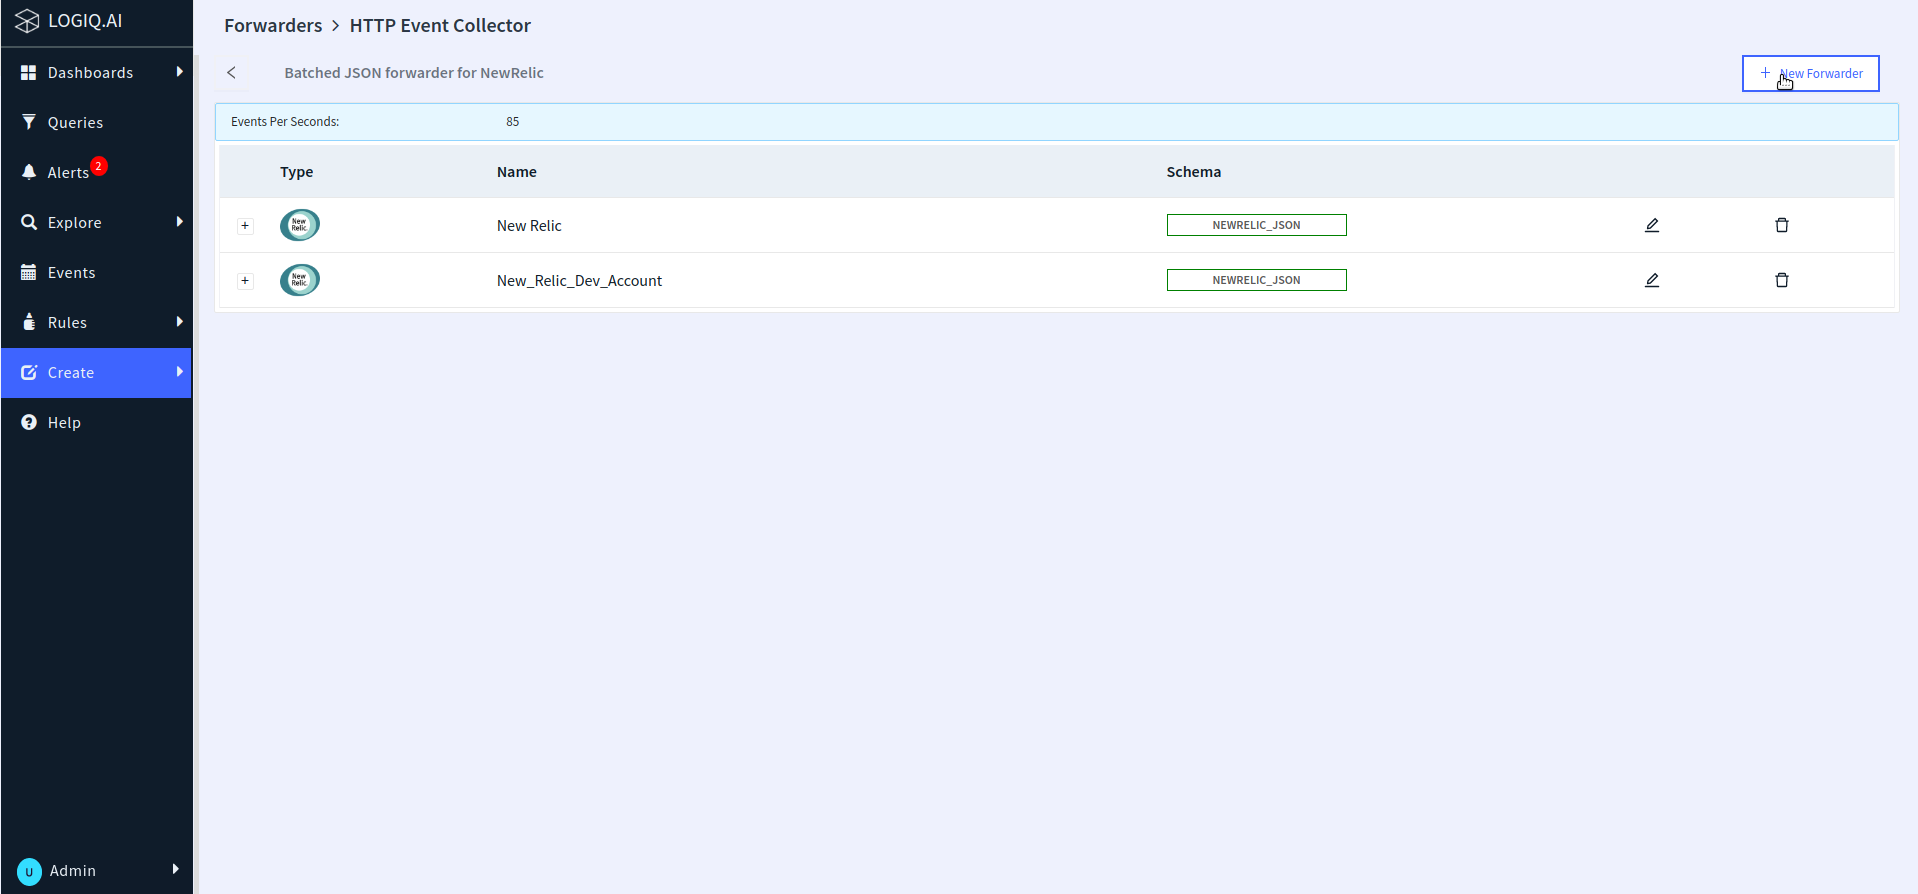 LOGIQ.AI
Forwarders > HTTP Event Collector
Dashboards
Queries
Alerts 2
Explore
Events
Rules
Create
Help
Batched JSON forwarder for NewRelic
+ New Forwarder
Events Per Seconds: 85
Type Name Schema
+ New Relic. New Relic NEWRELIC_JSON
+ New Relic. New_Relic_Dev_Account NEWRELIC_JSON
U Admin